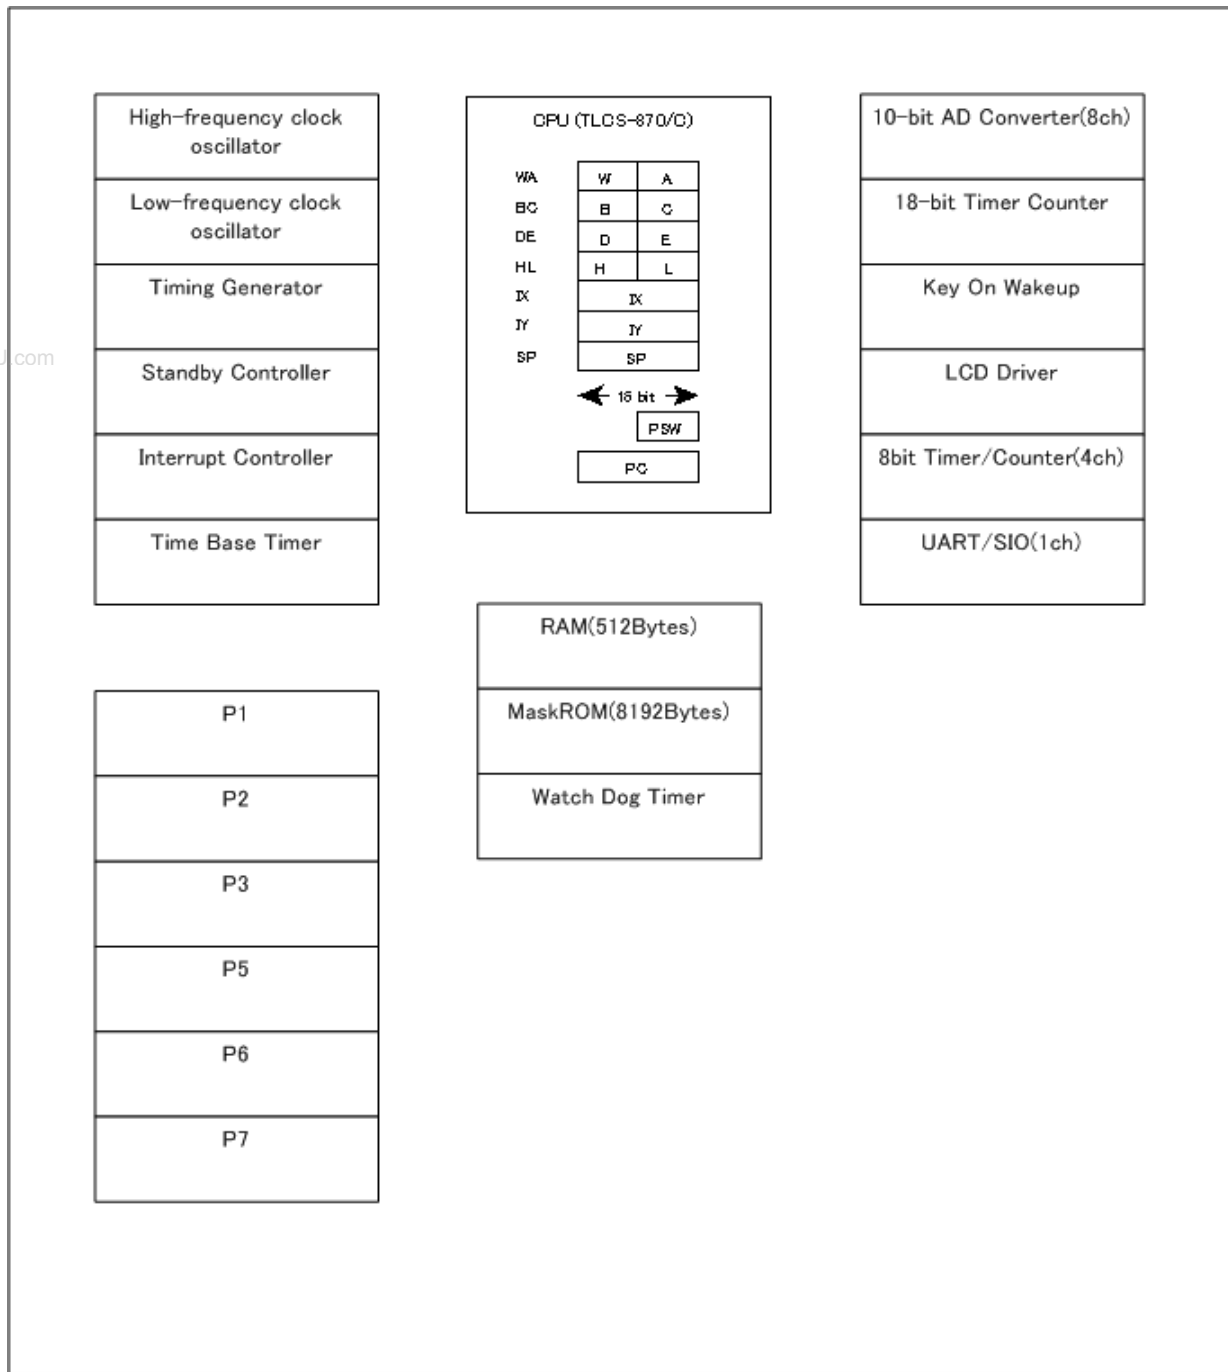 High-frequency clock
oscillator
Low-frequency clock
oscillator
Timing Generator
Standby Controller
Interrupt Controller
Time Base Timer
CPU (TLCS-870/C)
WA W A
BC B C
DE D E
HL H L
IX IX
IY IY
SP SP
16 bit
PSW
PC
10-bit AD Converter(8ch)
18-bit Timer Counter
Key On Wakeup
LCD Driver
8bit Timer/Counter(4ch)
UART/SIO(1ch)
RAM(512Bytes)
MaskROM(8192Bytes)
Watch Dog Timer
P1
P2
P3
P5
P6
P7
.com